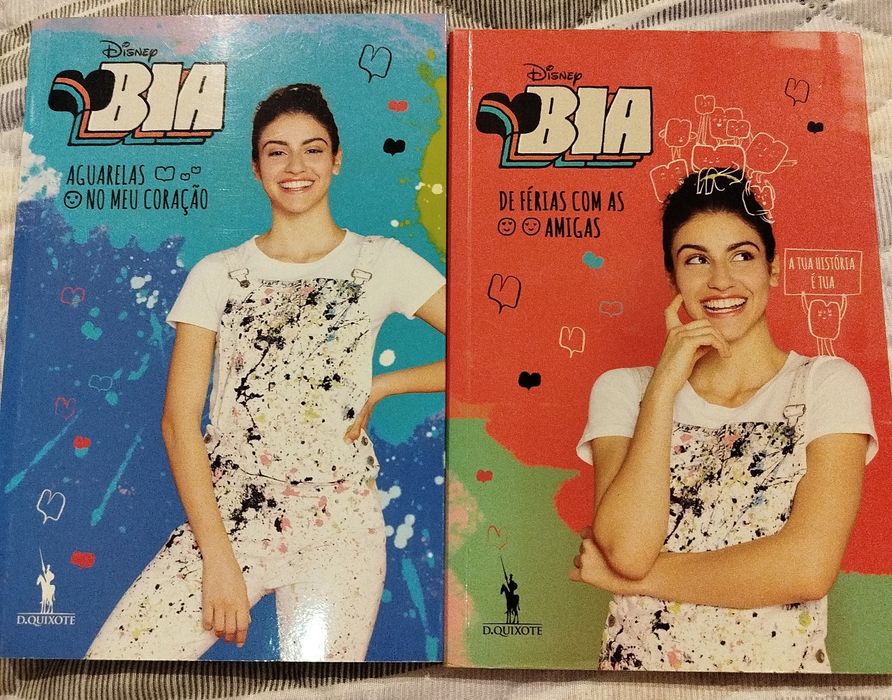 Disney
BIA
AGUARELAS
NO MEU CORAÇÃO
D.QUIXOTE
Disney
BIA
DE FÉRIAS COM AS
AMIGAS
A TUA HISTÓRIA
É TUA
D.QUIXOTE